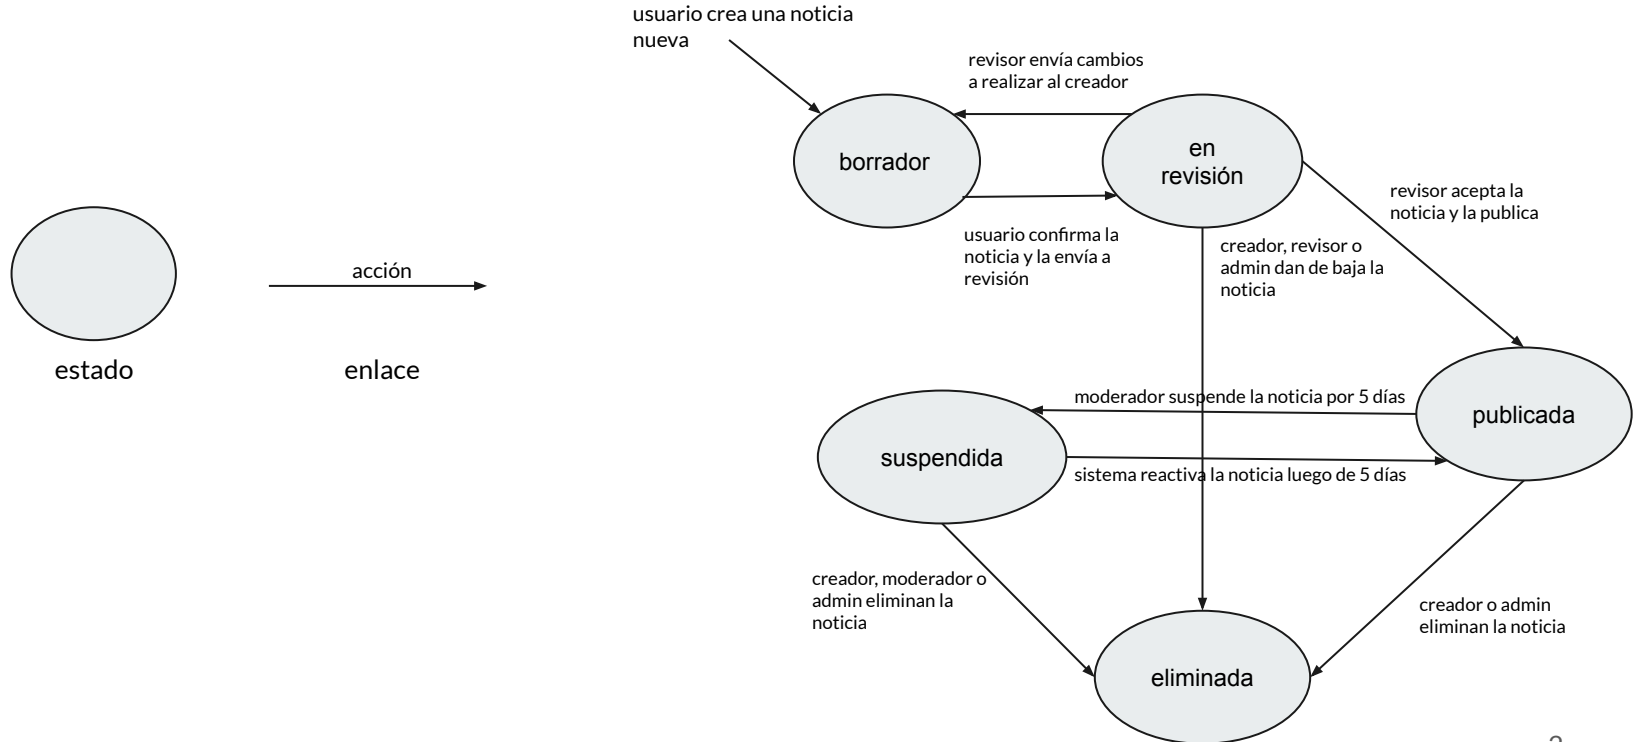 usuario crea una noticia
nueva
revisor envía cambios
a realizar al creador
borrador
en
revisión
revisor acepta la
noticia y la publica
usuario confirma la
noticia y la envía a
revisión
creador, revisor o
admin dan de baja la
noticia
acción
estado
enlace
moderador suspende la noticia por 5 días
publicada
suspendida
sistema reactiva la noticia luego de 5 días
creador, moderador o
admin eliminan la
noticia
creador o admin
eliminan la noticia
eliminada